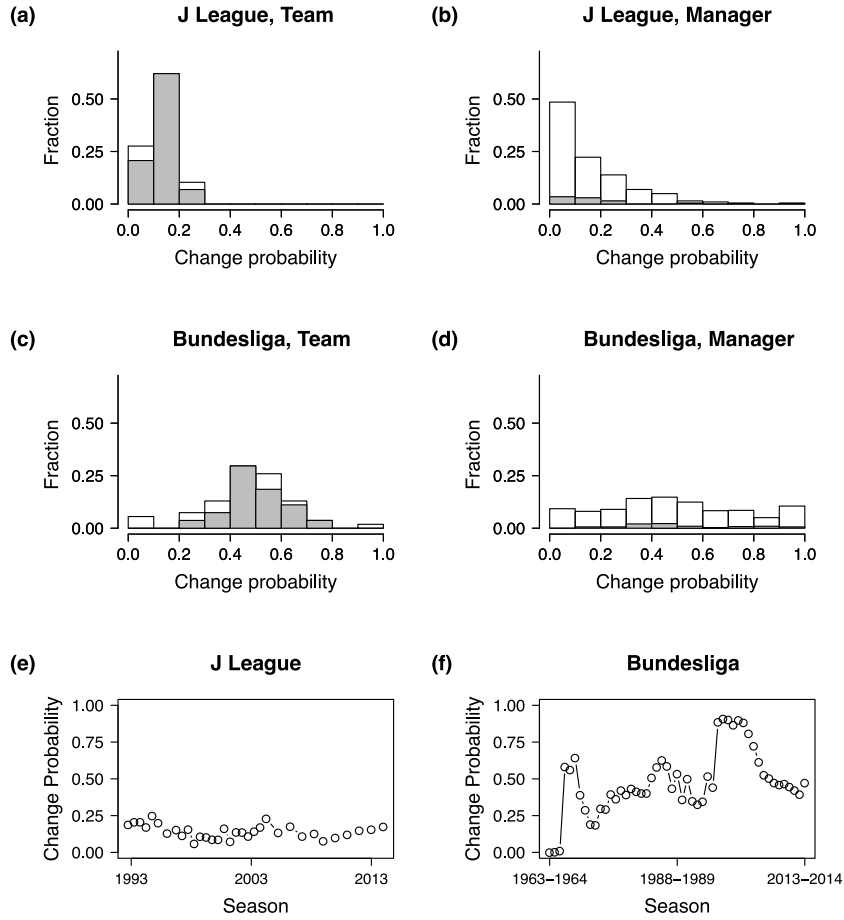 (a) J League, Team
Fraction
0.50
0.25
0.00
0.0 0.2 0.4 0.6 0.8 1.0
Change probability
(b) J League, Manager
Fraction
0.50
0.25
0.00
0.0 0.2 0.4 0.6 0.8 1.0
Change probability
(c) Bundesliga, Team
Fraction
0.50
0.25
0.00
0.0 0.2 0.4 0.6 0.8 1.0
Change probability
(d) Bundesliga, Manager
Fraction
0.50
0.25
0.00
0.0 0.2 0.4 0.6 0.8 1.0
Change probability
(e) J League
Change Probability
1.00
0.75
0.50
0.25
0.00
1993 2003 2013
Season
(f) Bundesliga
Change Probability
1.00
0.75
0.50
0.25
0.00
1963−1964 1988−1989 2013−2014
Season